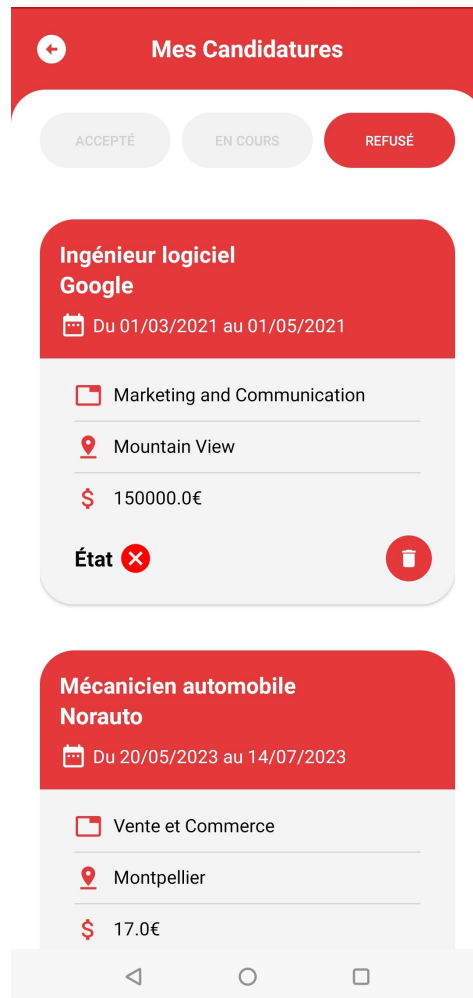 Mes Candidatures
ACCEPTÉ EN COURS REFUSÉ
Ingénieur logiciel
Google
Du 01/03/2021 au 01/05/2021
Marketing and Communication
Mountain View
$ 150000.0€
État
Mécanicien automobile
Norauto
Du 20/05/2023 au 14/07/2023
Vente et Commerce
Montpellier
$ 17.0€